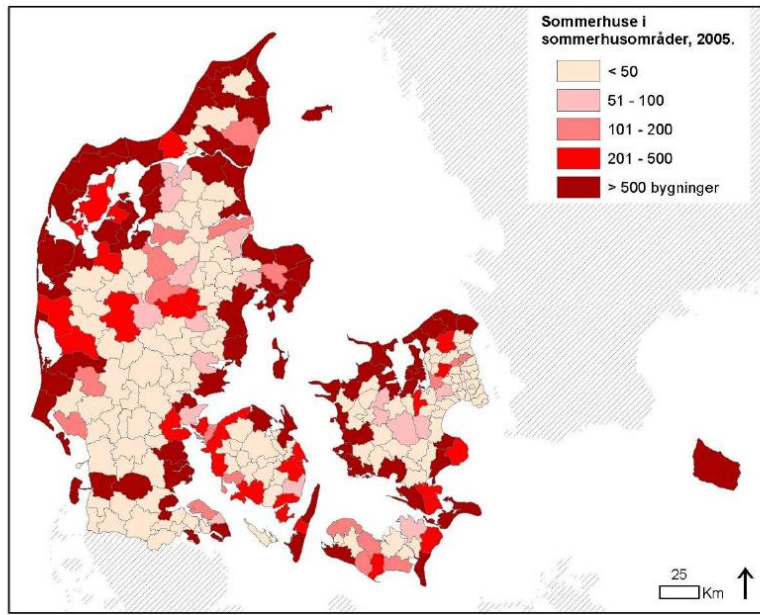 Sommerhuse i
sommerhusområder, 2005.
< 50
51 - 100
101 - 200
201 - 500
> 500 bygninger
25
Km